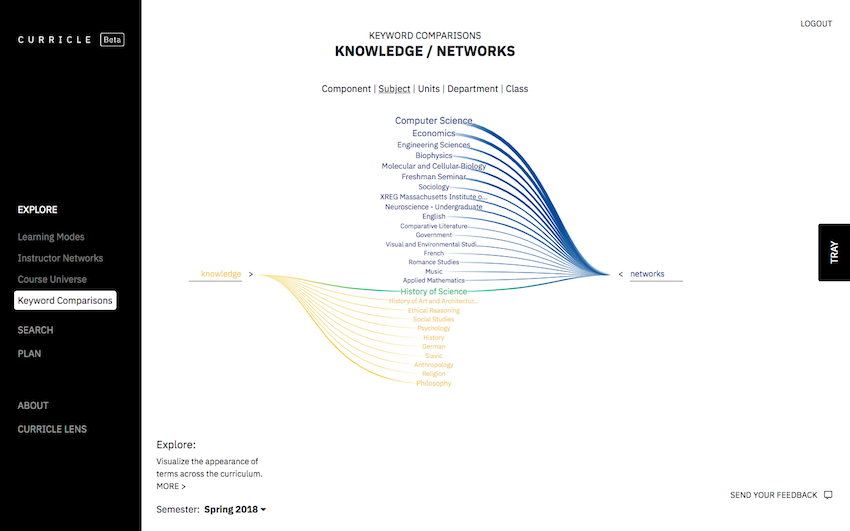 CURRICLE Beta
LOGOUT
KEYWORD COMPARISONS
KNOWLEDGE / NETWORKS
Component | Subject | Units | Department | Class
Computer Science
Economics
Engineering Sciences
Biophysics
Molecular and Cellular Biology
Freshman Seminar
Sociology
XREG Massachusetts Institute o...
Neuroscience - Undergraduate
English
Comparative Literature
Government
Visual and Environmental Studi...
French
Romance Studies
Music
Applied Mathematics
History of Science
History of Art and Architectur...
Ethical Reasoning
Social Studies
Psychology
History
German
Slavic
Anthropology
Religion
Philosophy
knowledge >
< networks
EXPLORE
Learning Modes
Instructor Networks
Course Universe
Keyword Comparisons
SEARCH
PLAN
ABOUT
CURRICLE LENS
TRAY
Explore:
Visualize the appearance of
terms across the curriculum.
MORE >
Semester: Spring 2018
SEND YOUR FEEDBACK